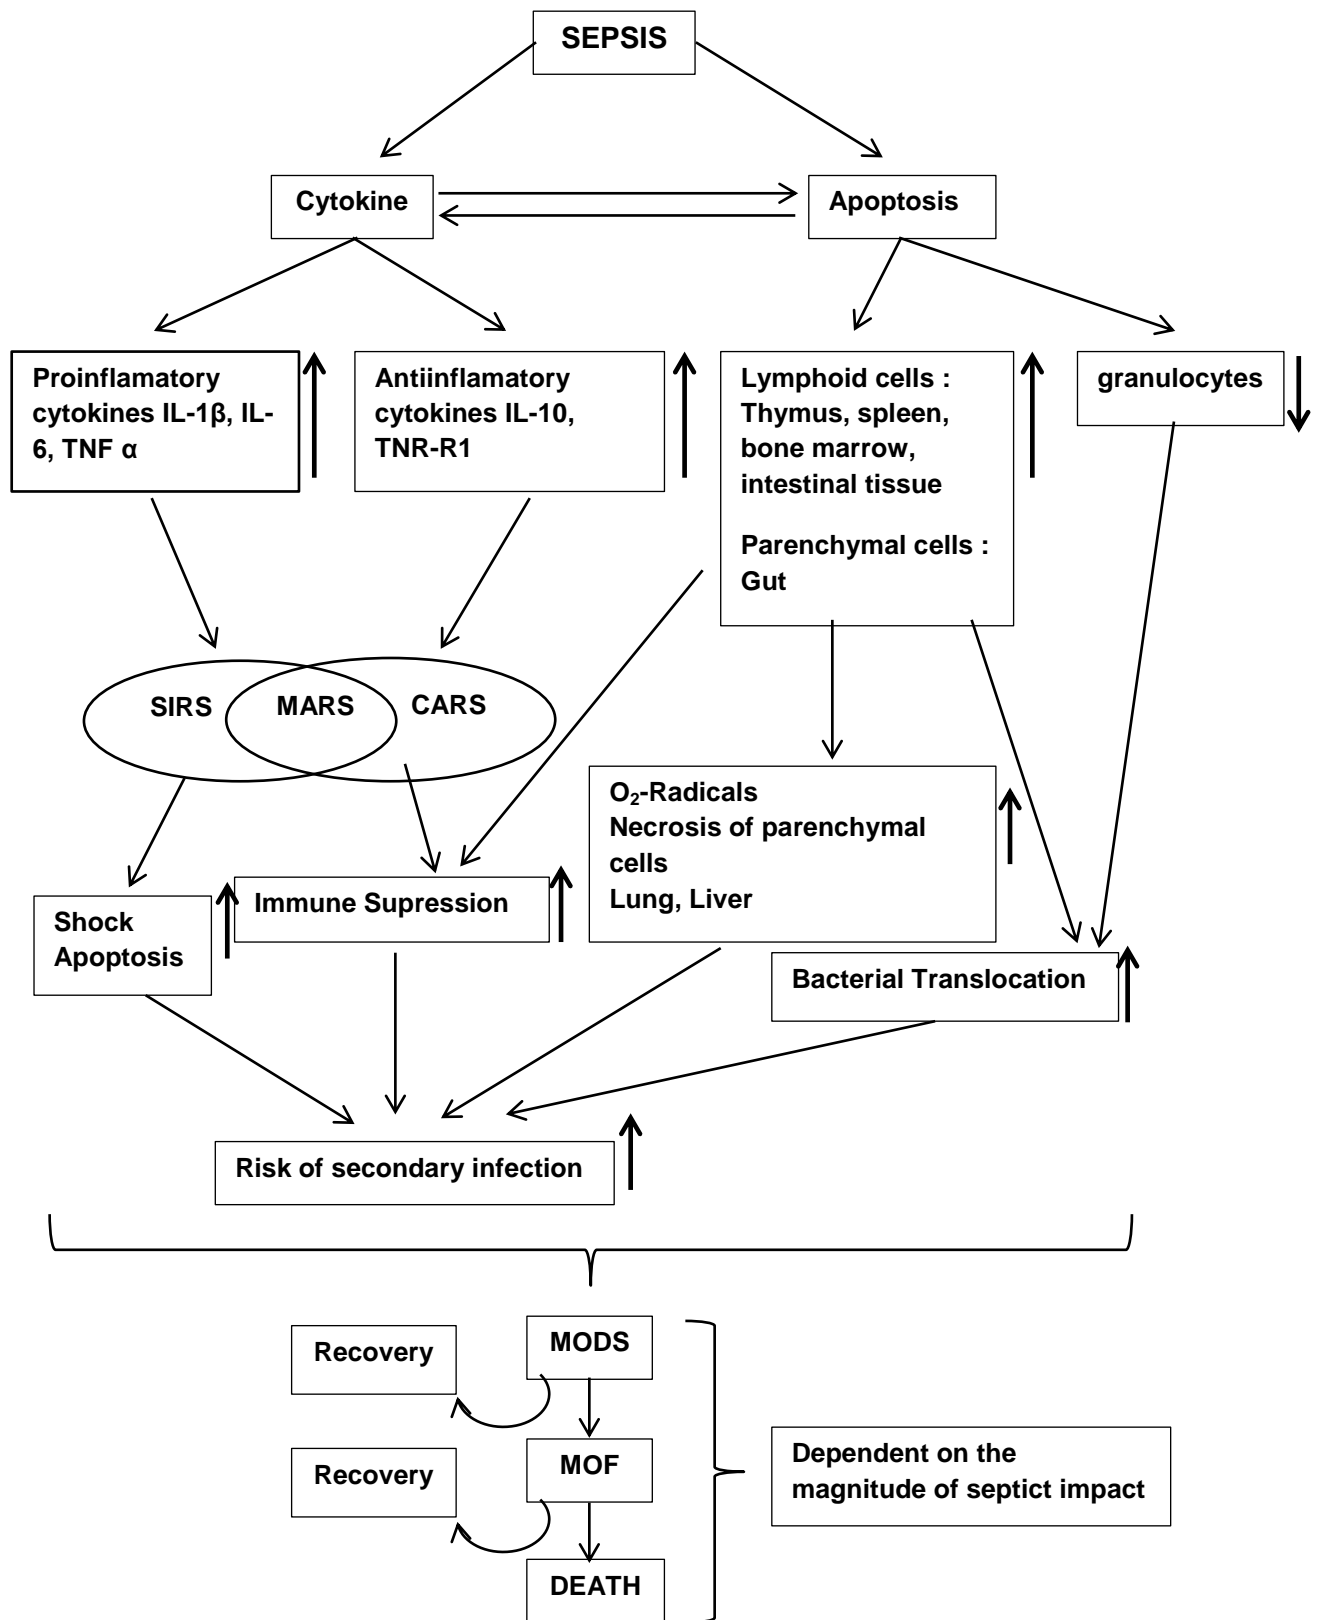 SEPSIS
Cytokine
Apoptosis
Proinflamatory
cytokines IL-1β, IL-
6, TNF α
Antiinflamatory
cytokines IL-10,
TNR-R1
Lymphoid cells :
Thymus, spleen,
bone marrow,
intestinal tissue
Parenchymal cells :
Gut
granulocytes
SIRS
MARS
CARS
O₂-Radicals
Necrosis of parenchymal
cells
Lung, Liver
Shock
Apoptosis
Immune Supression
Bacterial Translocation
Risk of secondary infection
Recovery
MODS
Recovery
MOF
Dependent on the
magnitude of septict impact
DEATH